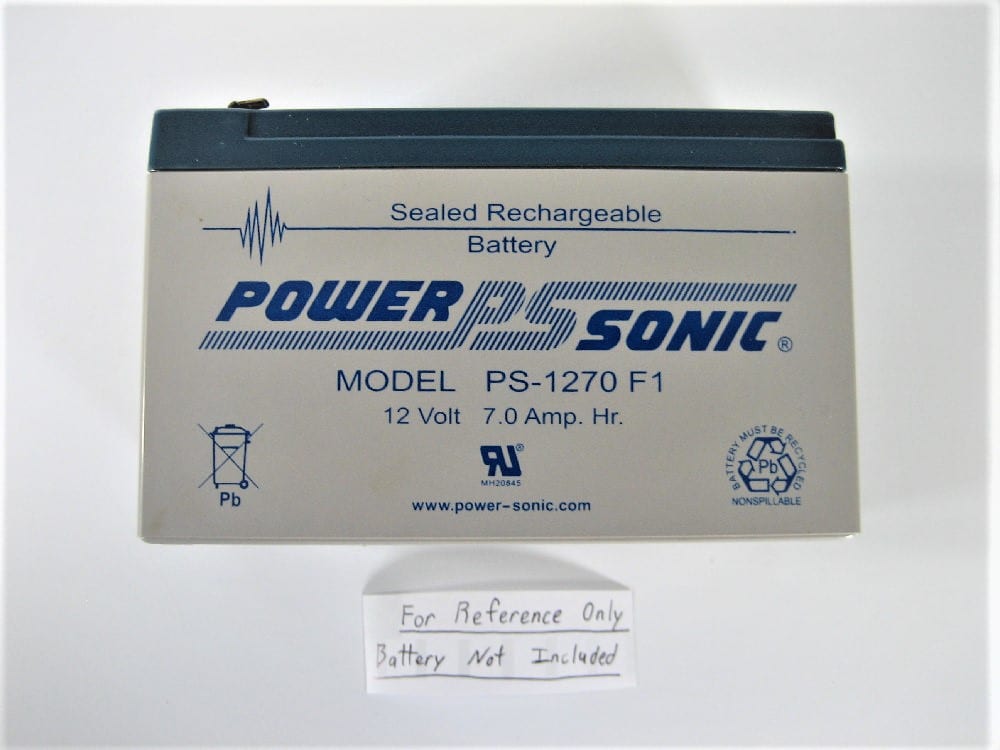 Sealed Rechargeable
Battery
POWER PS SONIC ®
MODEL PS-1270 F1
12 Volt 7.0 Amp. Hr.
Pb
RU®
MH20845
www.power-sonic.com
BATTERY MUST BE RECYCLED
Pb
NONSPILLABLE
For Reference Only
Battery Not Included